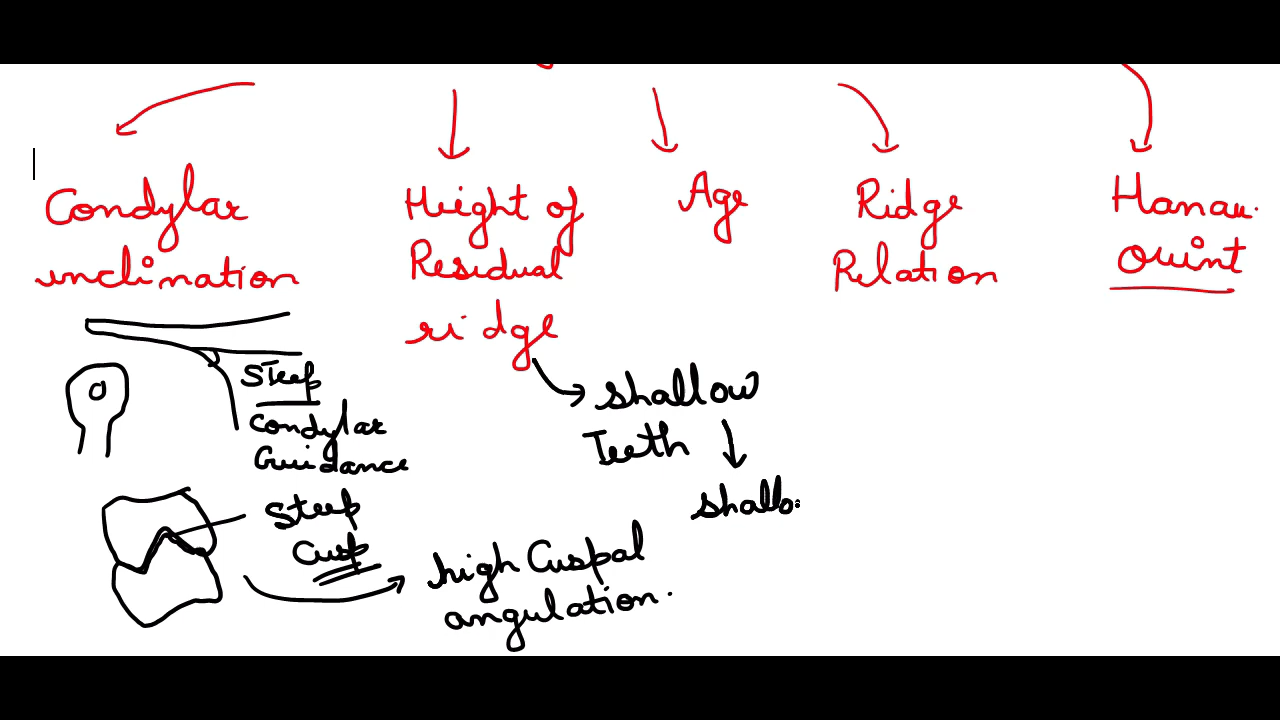 Condylar
inclination
Height of
Residual
ridge
Age
Ridge
Relation
Hanau.
Quint
Steep
Condylar
Guidance
Steep
Cusp
high Cuspal
angulation.
Shallow
Teeth
Shallo